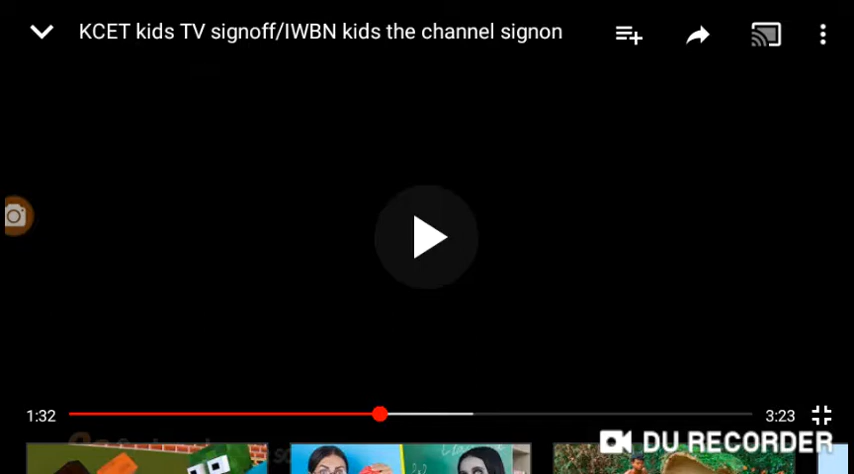 KCET kids TV signoff/IWBN kids the channel signon
1:32
3:23
DU RECORDER